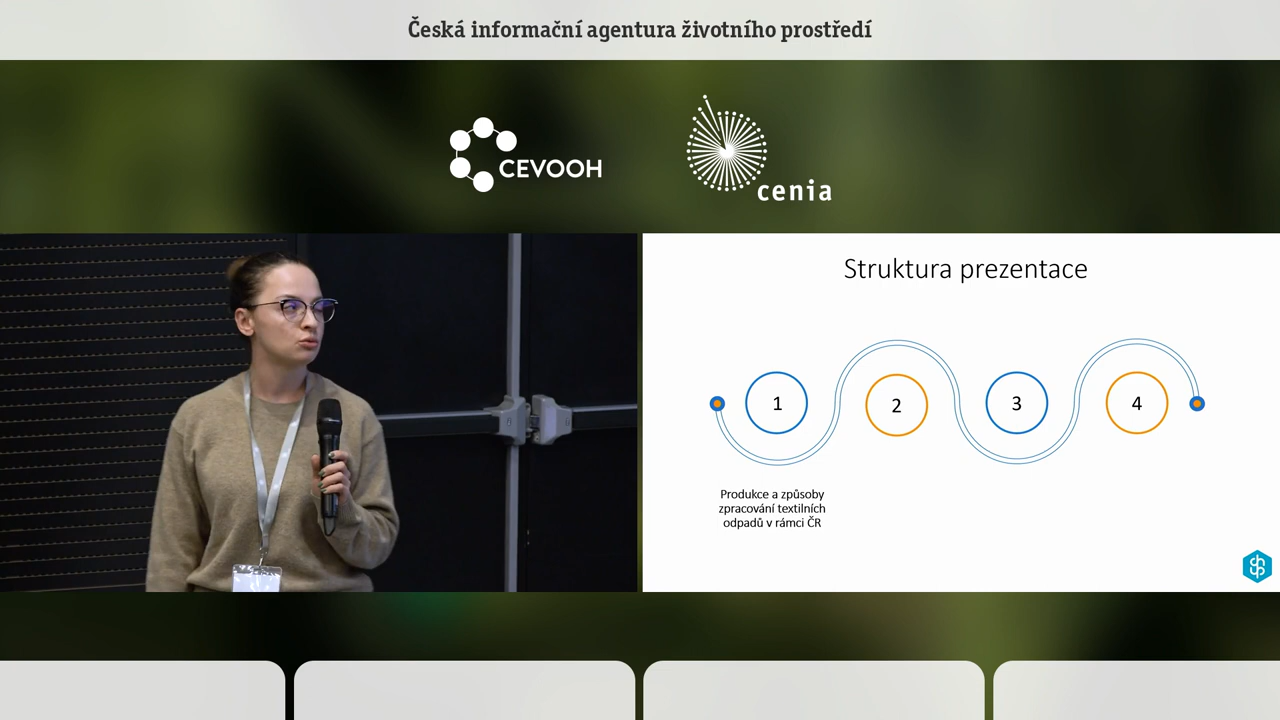 Česká informační agentura životního prostředí
CEVOOH
cenia
Struktura prezentace
1
2
3
4
Produkce a způsoby
zpracování textilních
odpadů v rámci ČR